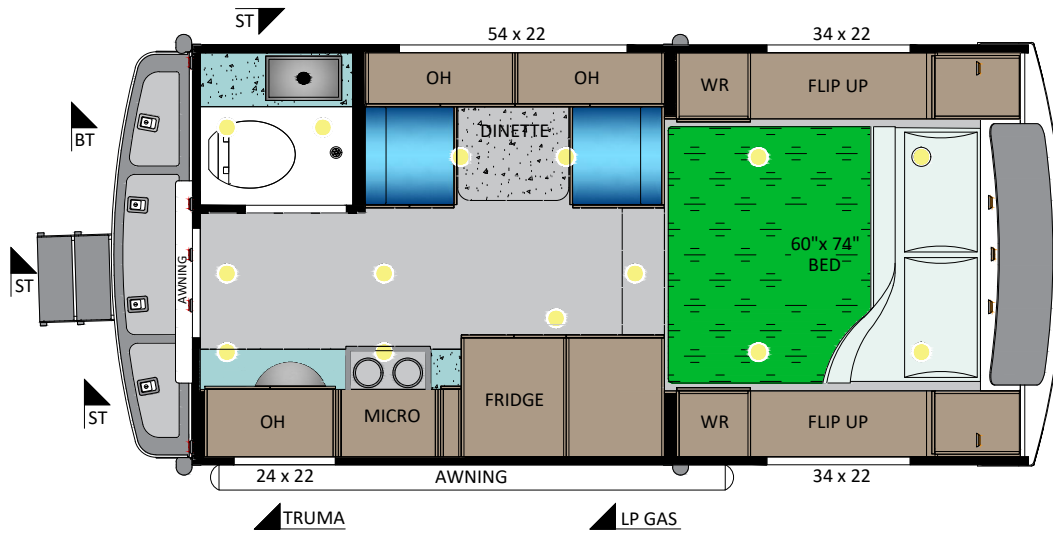 ST
54 x 22
34 x 22
OH
OH
WR
FLIP UP
BT
DINETTE
60"x 74"
BED
ST
AWNING
ST
OH
MICRO
FRIDGE
WR
FLIP UP
24 x 22
AWNING
34 x 22
TRUMA
LP GAS